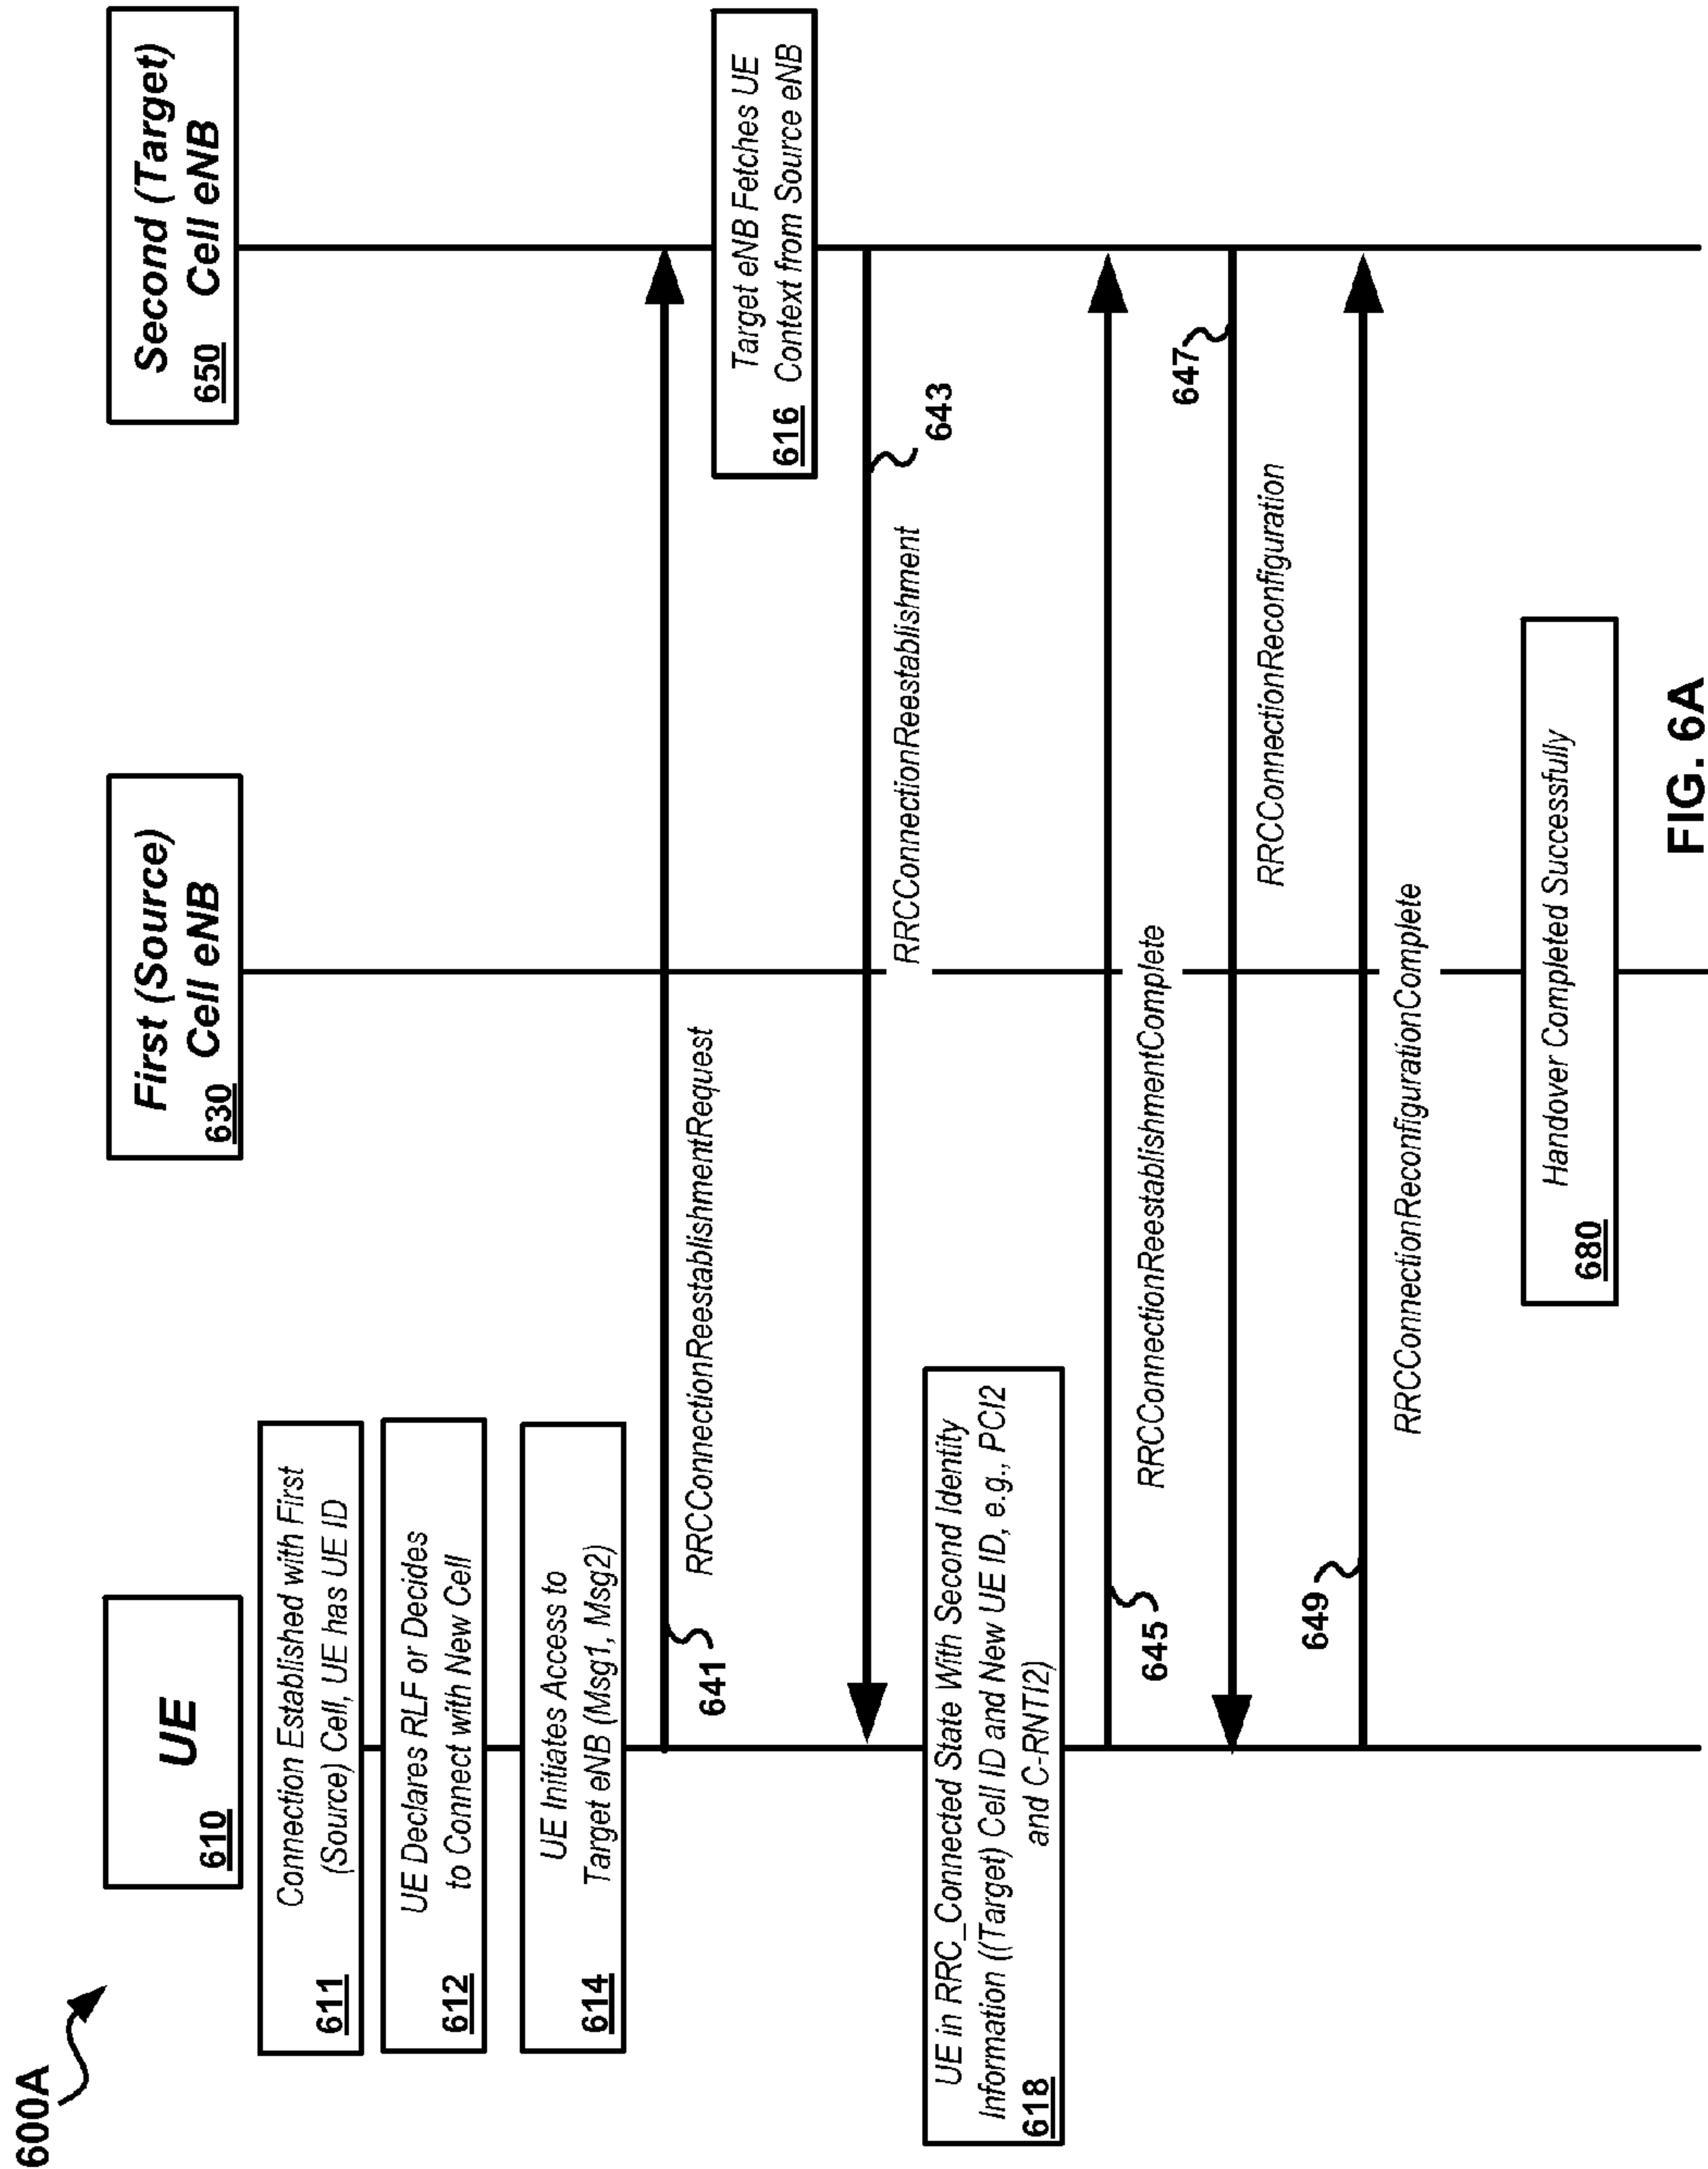 600A
UE
610
First (Source)
Cell eNB
630
Second (Target)
Cell eNB
650
Connection Established with First
(Source) Cell, UE has UE ID
611
UE Declares RLF or Decides
to Connect with New Cell
612
UE Initiates Access to
Target eNB (Msg1, Msg2)
614
641
RRCConnectionReestablishmentRequest
Target eNB Fetches UE
Context from Source eNB
616
643
RRCConnectionReestablishment
UE in RRC_Connected State With Second Identity
Information ((Target) Cell ID and New UE ID, e.g., PCI2
and C-RNTI2)
618
645
RRCConnectionReestablishmentComplete
647
RRCConnectionReconfiguration
649
RRCConnectionReconfigurationComplete
Handover Completed Successfully
680
FIG. 6A